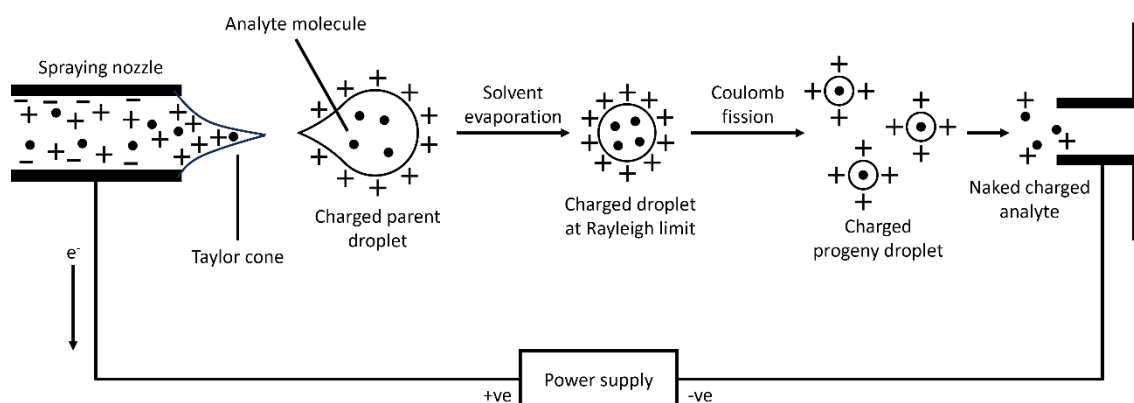 Analyte molecule
Spraying nozzle
Solvent
evaporation
Coulomb
fission
Charged parent
droplet
Charged droplet
at Rayleigh limit
Charged
progeny droplet
Naked charged
analyte
Taylor cone
e-
Power supply
+ve
-ve